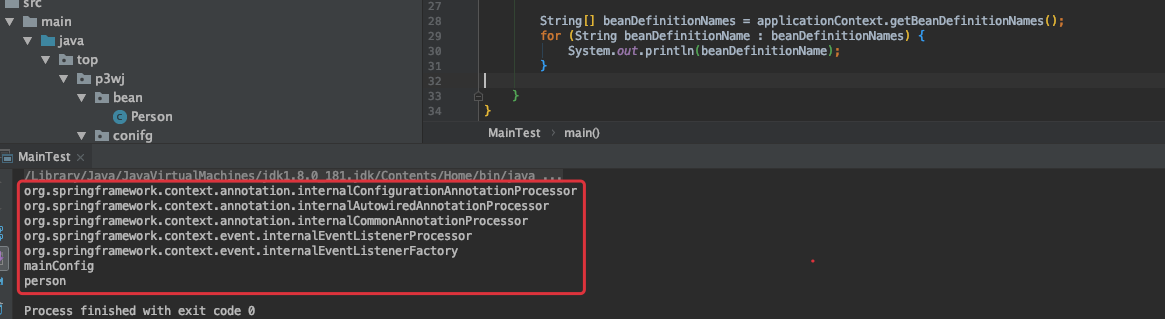 src
main
java
top
p3wj
bean
Person
conifg
27
28 String[] beanDefinitionNames = applicationContext.getBeanDefinitionNames();
29 for (String beanDefinitionName : beanDefinitionNames) {
30 System.out.println(beanDefinitionName);
31 }
32
33 }
34 }
MainTest > main()
MainTest ×
/Library/Java/JavaVirtualMachines/jdk1.8.0_181.jdk/Contents/Home/bin/java ...
org.springframework.context.annotation.internalConfigurationAnnotationProcessor
org.springframework.context.annotation.internalAutowiredAnnotationProcessor
org.springframework.context.annotation.internalCommonAnnotationProcessor
org.springframework.context.event.internalEventListenerProcessor
org.springframework.context.event.internalEventListenerFactory
mainConfig
person
Process finished with exit code 0